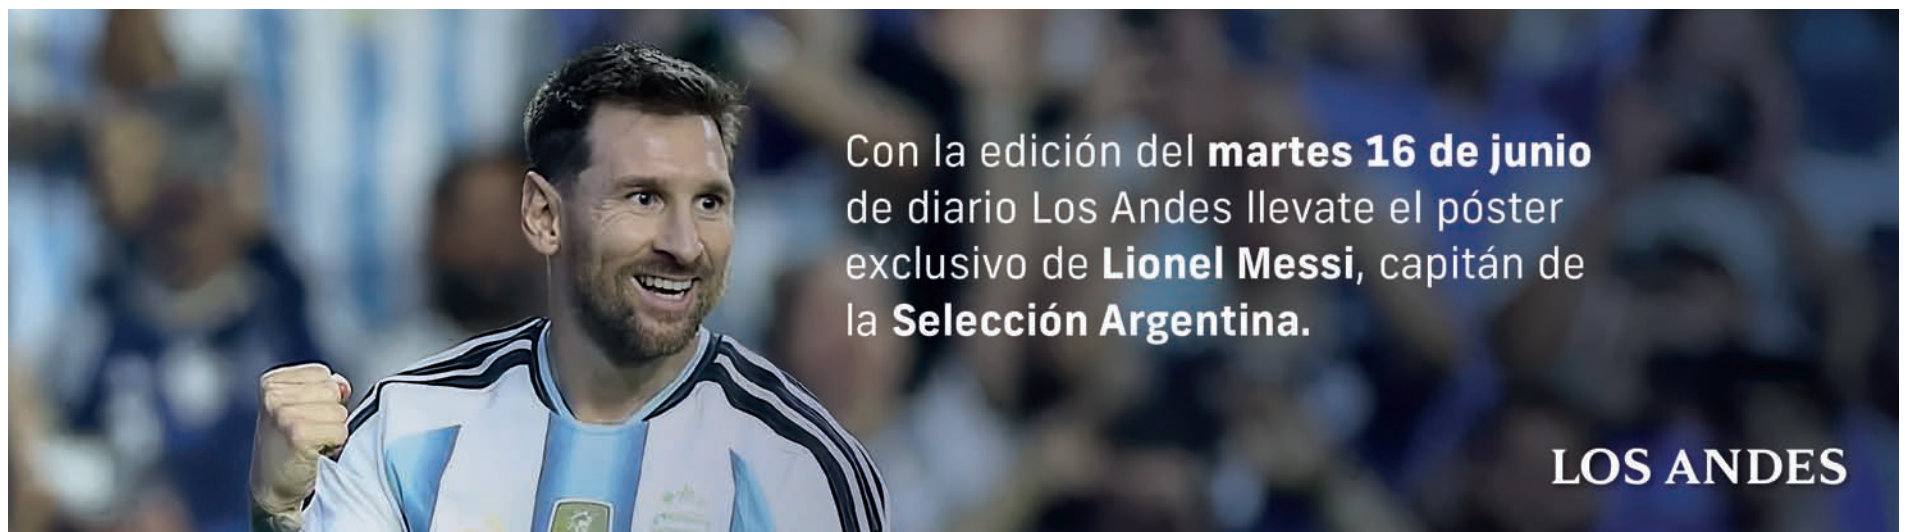 Con la edición del martes 16 de junio
de diario Los Andes llevate el póster
exclusivo de Lionel Messi, capitán de
la Selección Argentina.
LOS ANDES